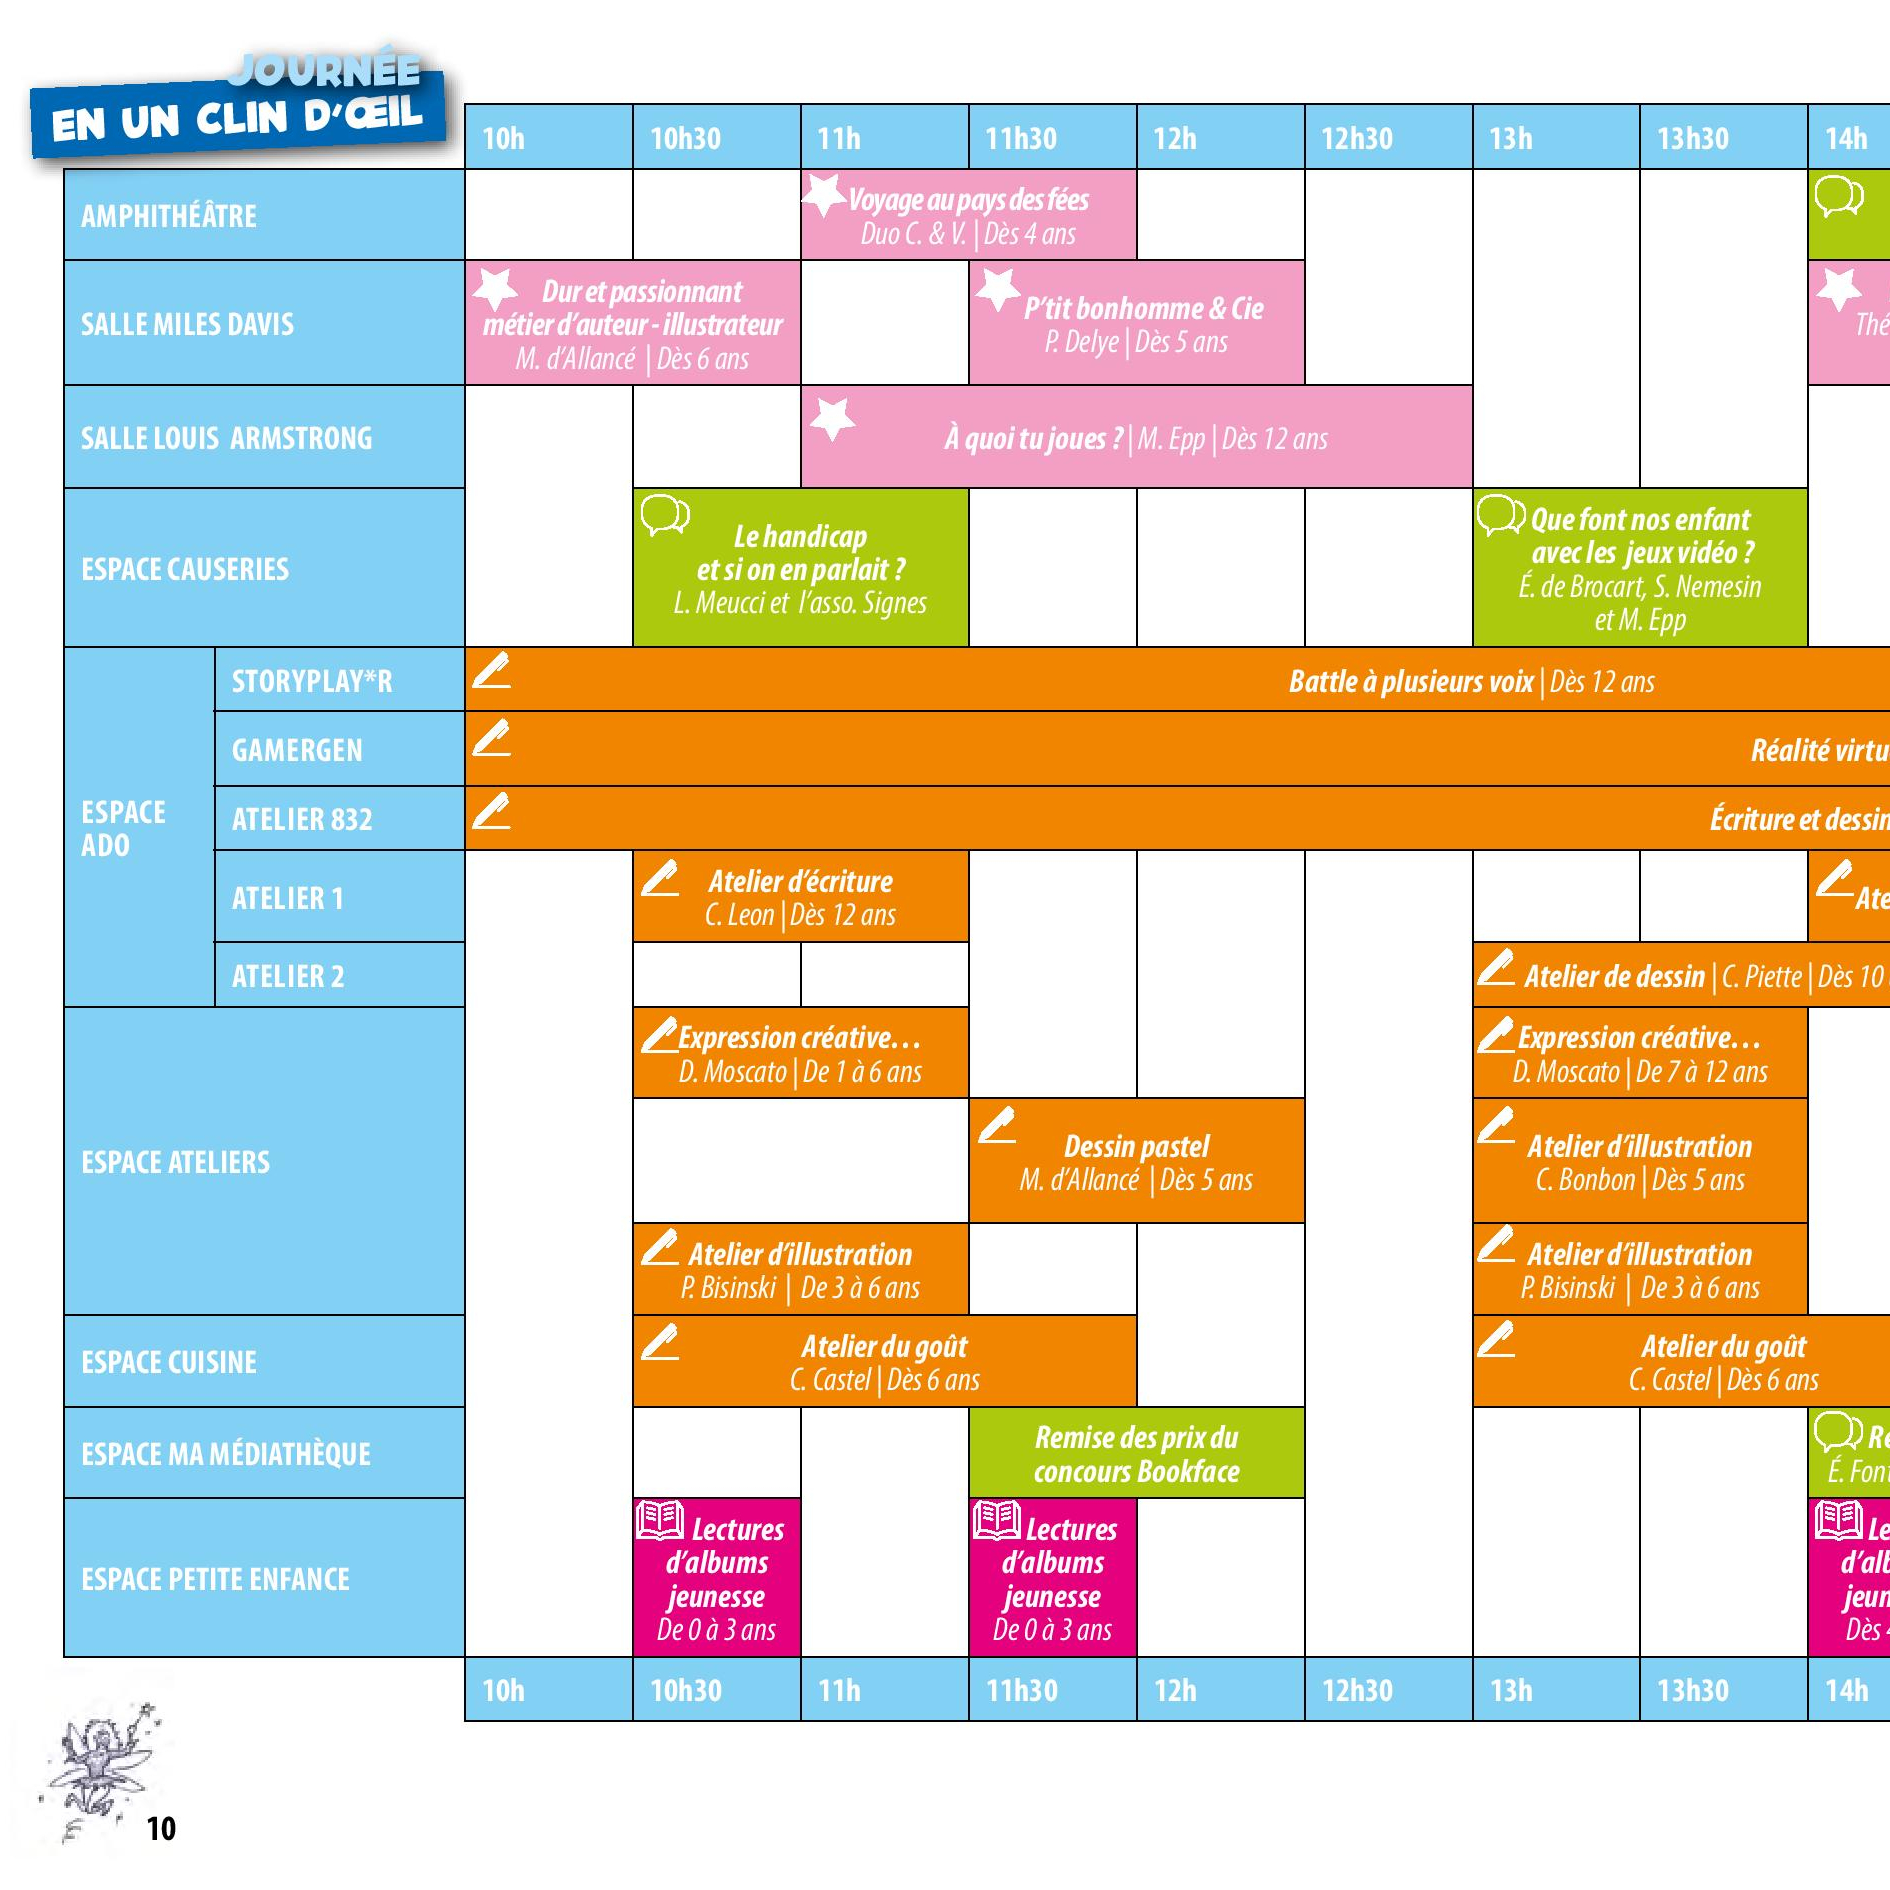 JOURNÉE
EN UN CLIN D'ŒIL
10h 10h30 11h 11h30 12h 12h30 13h 13h30 14h
AMPHITHÉÂTRE
Voyage au pays des fées
Duo C. & V. | Dès 4 ans
SALLE MILES DAVIS
Dur et passionnant
métier d'auteur - illustrateur
M. d'Allancé | Dès 6 ans
P'tit bonhomme & Cie
P. Delye | Dès 5 ans
Thé
SALLE LOUIS ARMSTRONG
À quoi tu joues ? | M. Epp | Dès 12 ans
ESPACE CAUSERIES
Le handicap
et si on en parlait ?
L. Meucci et l'asso. Signes
Que font nos enfant
avec les jeux vidéo ?
É. de Brocart, S. Nemesin
et M. Epp
ESPACE
ADO
STORYPLAY*R
Battle à plusieurs voix | Dès 12 ans
GAMERGEN
Réalité virtu
ATELIER 832
Écriture et dessin
ATELIER 1
Atelier d'écriture
C. Leon | Dès 12 ans
Ate
ATELIER 2
Atelier de dessin | C. Piette | Dès 10
ESPACE ATELIERS
Expression créative…
D. Moscato | De 1 à 6 ans
Expression créative…
D. Moscato | De 7 à 12 ans
Dessin pastel
M. d'Allancé | Dès 5 ans
Atelier d'illustration
C. Bonbon | Dès 5 ans
Atelier d'illustration
P. Bisinski | De 3 à 6 ans
Atelier d'illustration
P. Bisinski | De 3 à 6 ans
ESPACE CUISINE
Atelier du goût
C. Castel | Dès 6 ans
Atelier du goût
C. Castel | Dès 6 ans
ESPACE MA MÉDIATHÈQUE
Remise des prix du
concours Bookface
Re
É. Font
ESPACE PETITE ENFANCE
Lectures
d'albums
jeunesse
De 0 à 3 ans
Lectures
d'albums
jeunesse
De 0 à 3 ans
Le
d'alb
jeun
Dès 4
10h 10h30 11h 11h30 12h 12h30 13h 13h30 14h
10